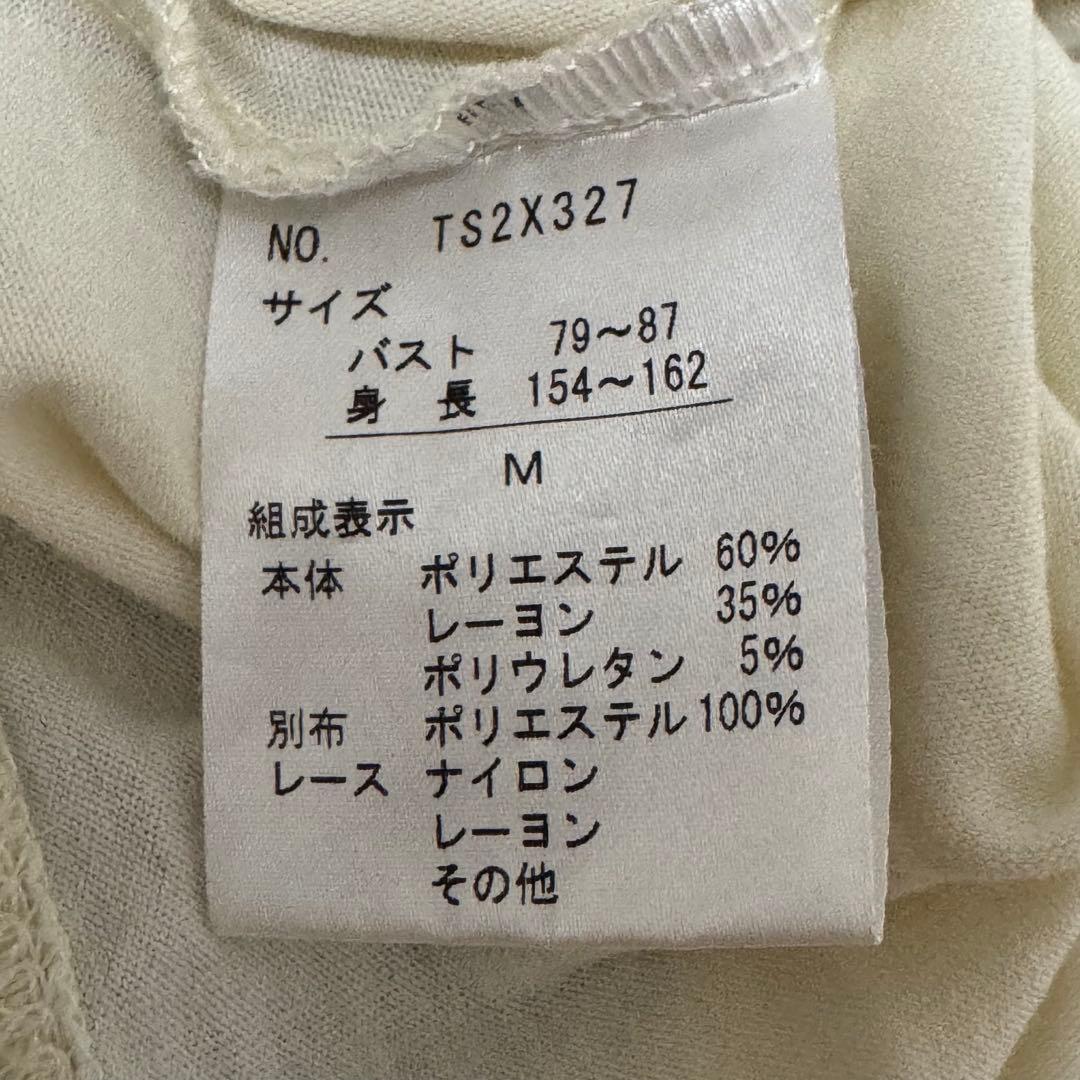 NO. TS2X327
サイズ
バスト 79～87
身 長 154～162
M
組成表示
本体 ポリエステル 60%
レーヨン 35%
ポリウレタン 5%
別布 ポリエステル 100%
レース ナイロン
レーヨン
その他